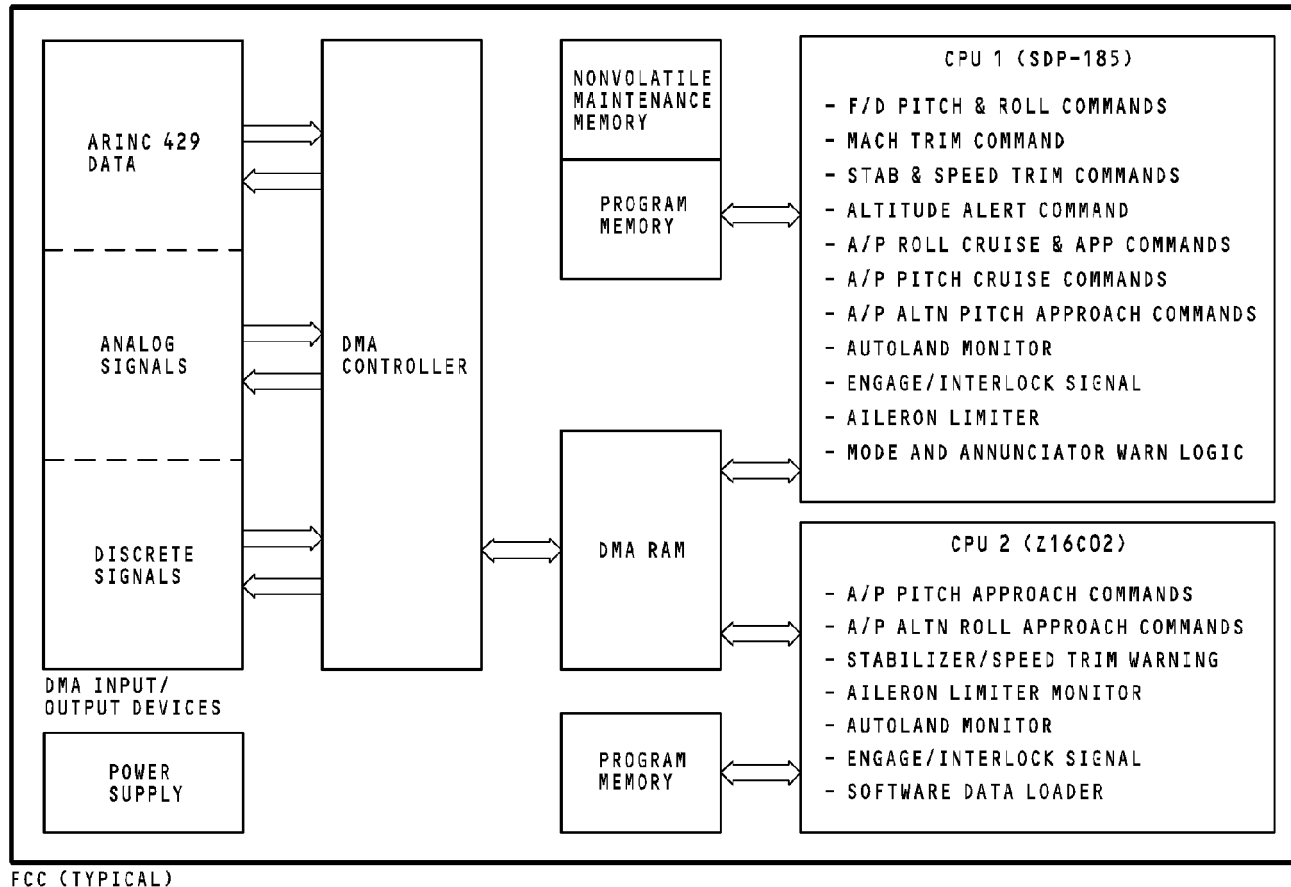 ARINC 429
DATA
ANALOG
SIGNALS
DISCRETE
SIGNALS
DMA INPUT/
OUTPUT DEVICES
POWER
SUPPLY
DMA
CONTROLLER
NONVOLATILE
MAINTENANCE
MEMORY
PROGRAM
MEMORY
DMA RAM
PROGRAM
MEMORY
CPU 1 (SDP-185)
- F/D PITCH & ROLL COMMANDS
- MACH TRIM COMMAND
- STAB & SPEED TRIM COMMANDS
- ALTITUDE ALERT COMMAND
- A/P ROLL CRUISE & APP COMMANDS
- A/P PITCH CRUISE COMMANDS
- A/P ALTN PITCH APPROACH COMMANDS
- AUTOLAND MONITOR
- ENGAGE/INTERLOCK SIGNAL
- AILERON LIMITER
- MODE AND ANNUNCIATOR WARN LOGIC
CPU 2 (Z16C02)
- A/P PITCH APPROACH COMMANDS
- A/P ALTN ROLL APPROACH COMMANDS
- STABILIZER/SPEED TRIM WARNING
- AILERON LIMITER MONITOR
- AUTOLAND MONITOR
- ENGAGE/INTERLOCK SIGNAL
- SOFTWARE DATA LOADER
FCC (TYPICAL)